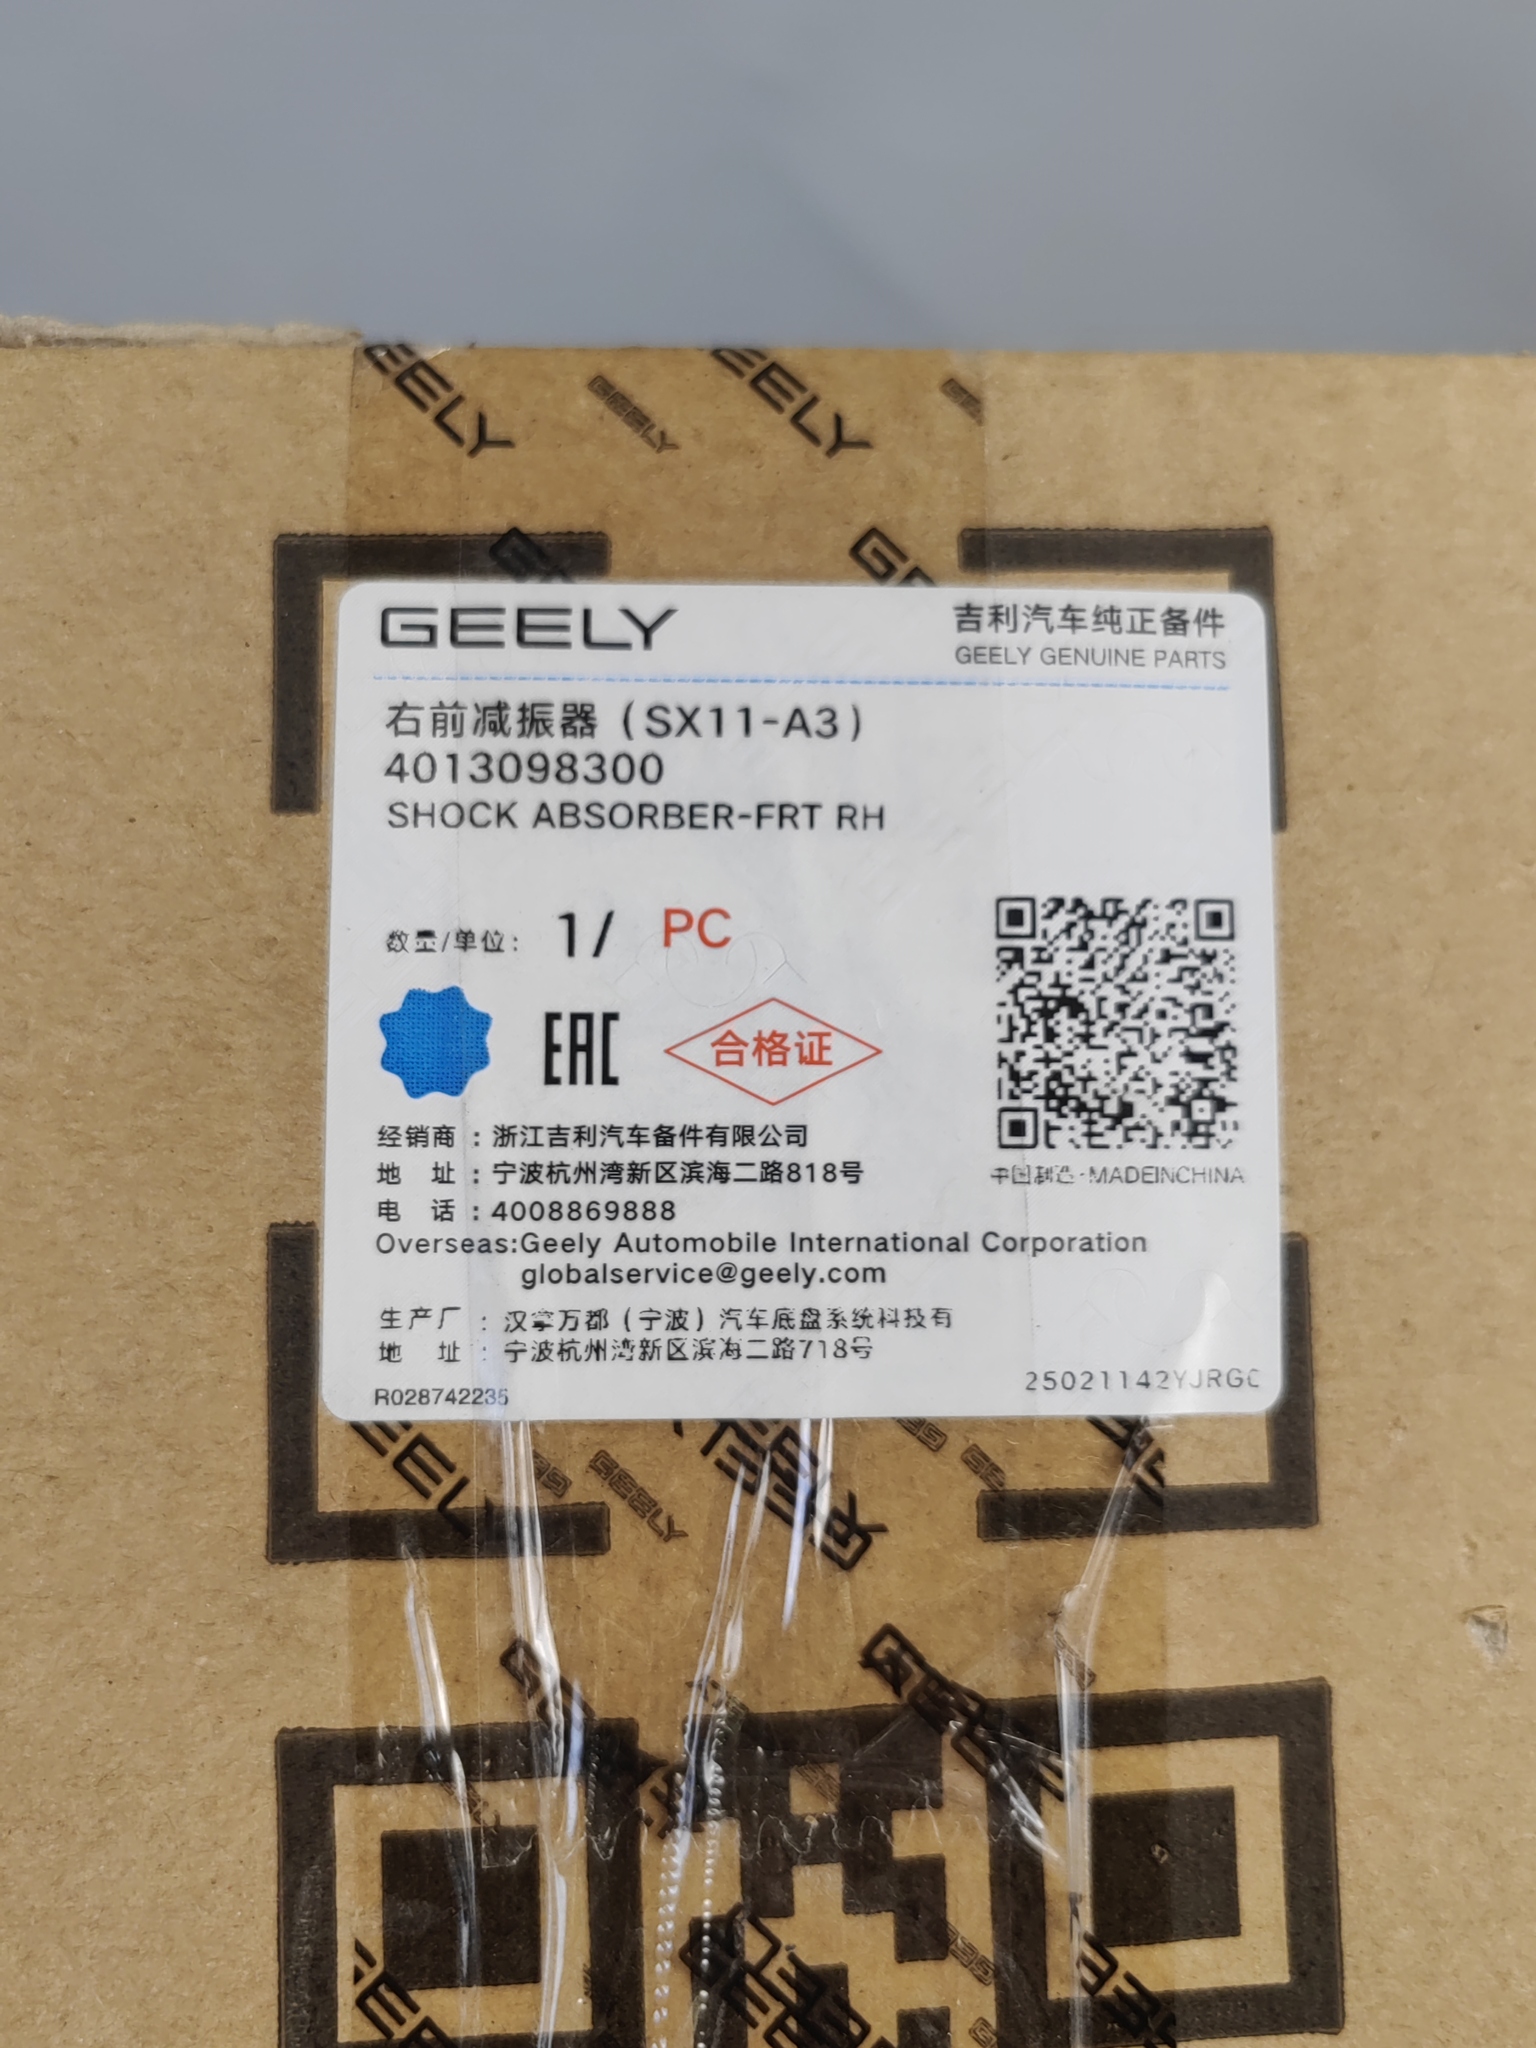 GEELY
吉利汽车纯正备件
GEELY GENUINE PARTS
右前减振器（SX11-A3）
4013098300
SHOCK ABSORBER-FRT RH
数量/单位： 1/ PC
EAC
合格证
经销商：浙江吉利汽车备件有限公司
地 址：宁波杭州湾新区滨海二路818号
电 话：4008869888
Overseas:Geely Automobile International Corporation
globalservice@geely.com
中国制造·MADEINCHINA
生产厂：汉拿万都（宁波）汽车底盘系统科技有
地 址：宁波杭州湾新区滨海二路718号
R028742235
25021142YJRGC